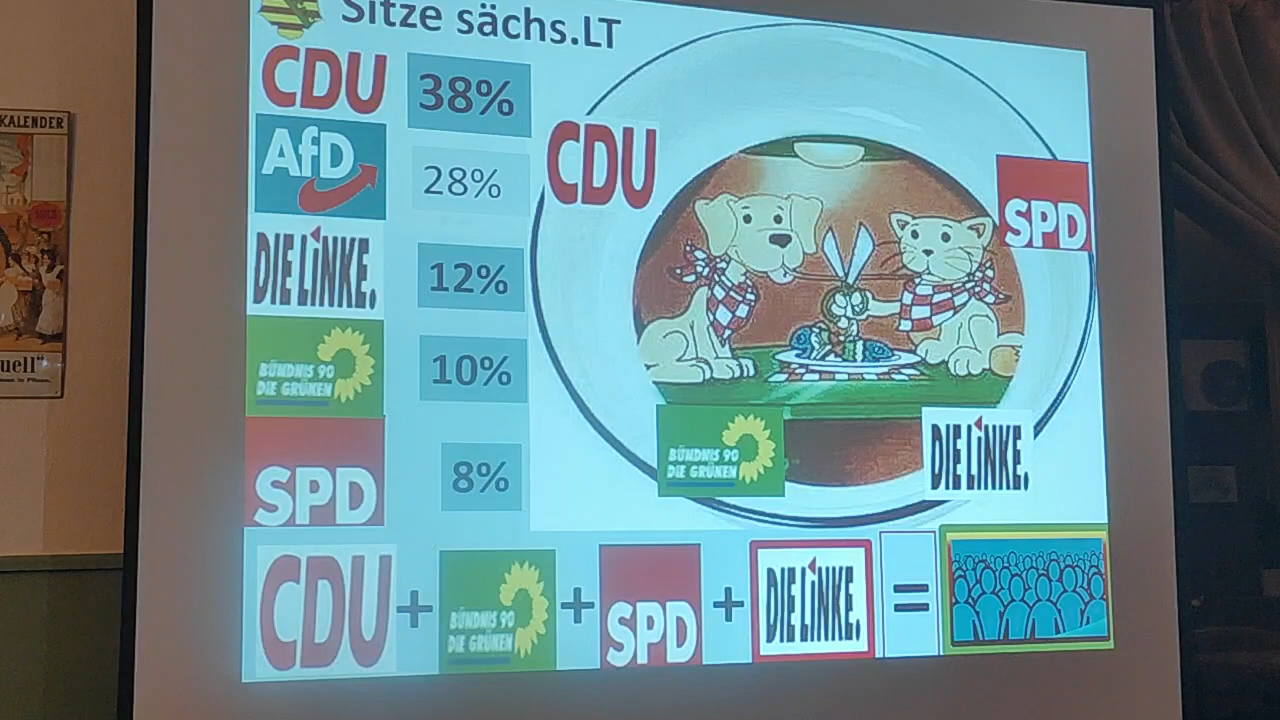 Sitze sächs.LT
CDU 38%
AfD 28%
DIE LiNKE. 12%
BÜNDNIS 90
DIE GRÜNEN 10%
SPD 8%
CDU
SPD
BÜNDNIS 90
DIE GRÜNEN
DIE LiNKE.
CDU + BÜNDNIS 90
DIE GRÜNEN + SPD + DIE LiNKE. =
KALENDER
uell"